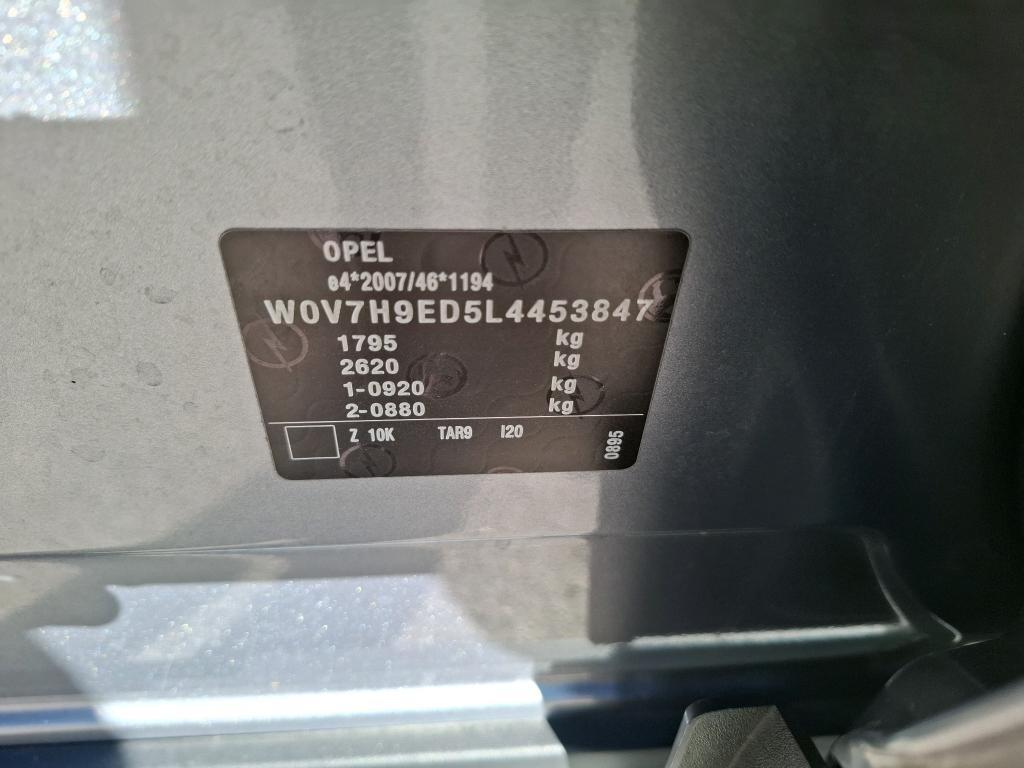 OPEL
e4*2007/46*1194
W0V7H9ED5L4453847
1795 kg
2620 kg
1-0920 kg
2-0880 kg
Z 10K TAR9 I20
0895